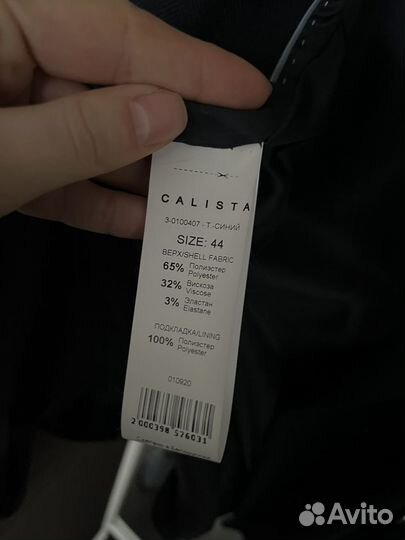 CALISTA
3-0100407 - Т.-СИНИЙ
SIZE: 44
ВЕРХ/SHELL FABRIC
65% Полиэстер
Polyester
32% Вискоза
Viscose
3% Эластан
Elastane
ПОДКЛАДКА/LINING
100% Полиэстер
Polyester
010920
2 000398 576031
Avito